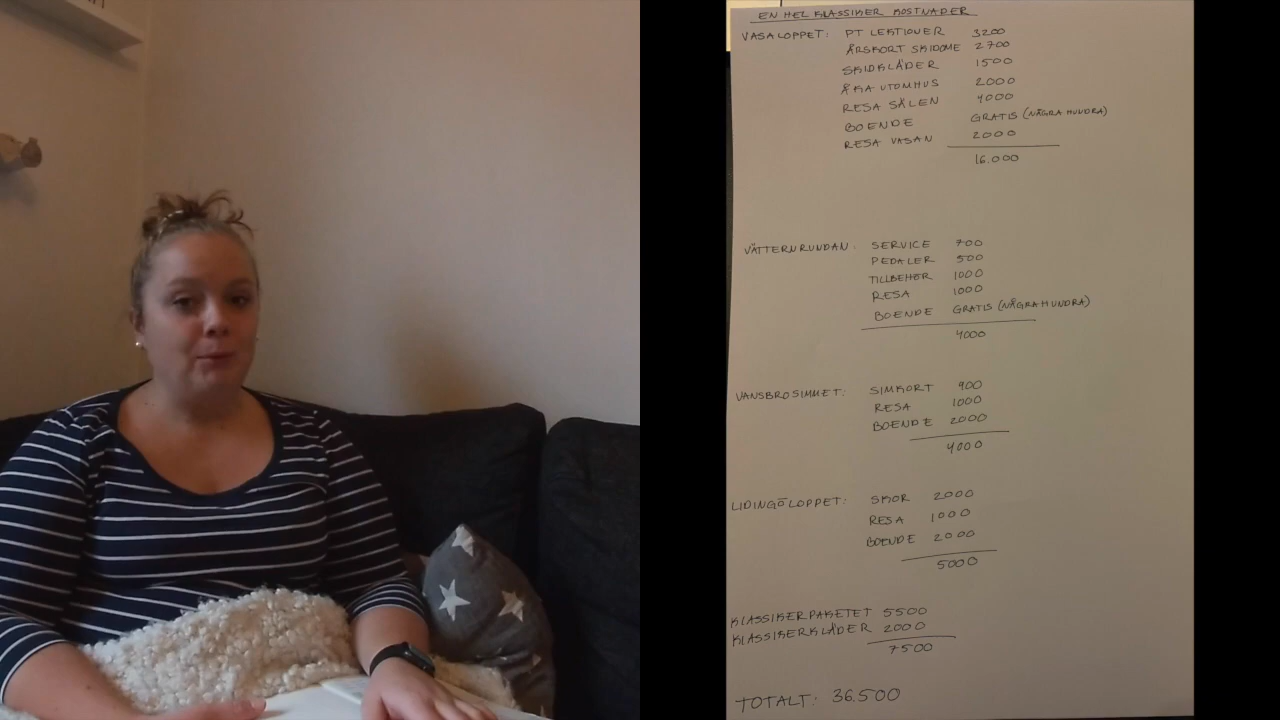 EN HEL KLASSIKER KOSTNADER
VASALOPPET: PT LEKTIONER 3200
ÅRSKORT SKIDOME 2700
SKIDKLÄDER 1500
ÅKA UTOMHUS 2000
RESA SÄLEN 4000
BOENDE GRATIS (NÅGRA HUNDRA)
RESA VASAN 2000
16.000
VÄTTERNRUNDAN: SERVICE 700
PEDALER 500
TILLBEHÖR 1000
RESA 1000
BOENDE GRATIS (NÅGRA HUNDRA)
4000
VANSBROSIMMET: SIMKORT 900
RESA 1000
BOENDE 2000
4000
LIDINGÖLOPPET: SKOR 2000
RESA 1000
BOENDE 2000
5000
KLASSIKERPAKETET 5500
KLASSIKERKLÄDER 2000
7500
TOTALT: 36.500